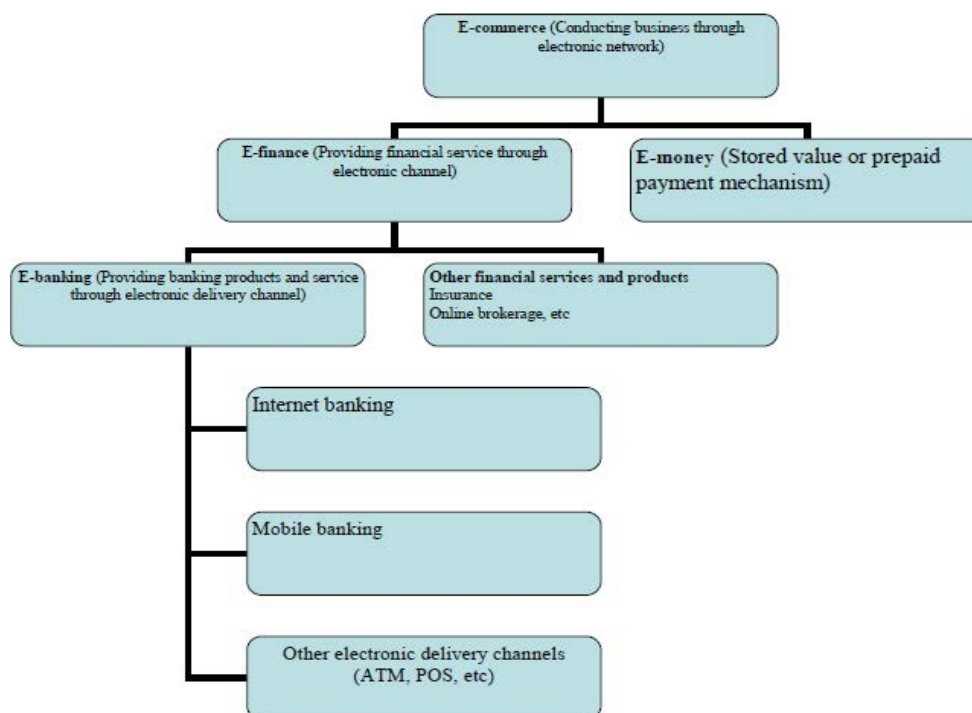 E-commerce (Conducting business through
electronic network)
E-finance (Providing financial service through
electronic channel)
E-money (Stored value or prepaid
payment mechanism)
E-banking (Providing banking products and service
through electronic delivery channel)
Other financial services and products
Insurance
Online brokerage, etc
Internet banking
Mobile banking
Other electronic delivery channels
(ATM, POS, etc)